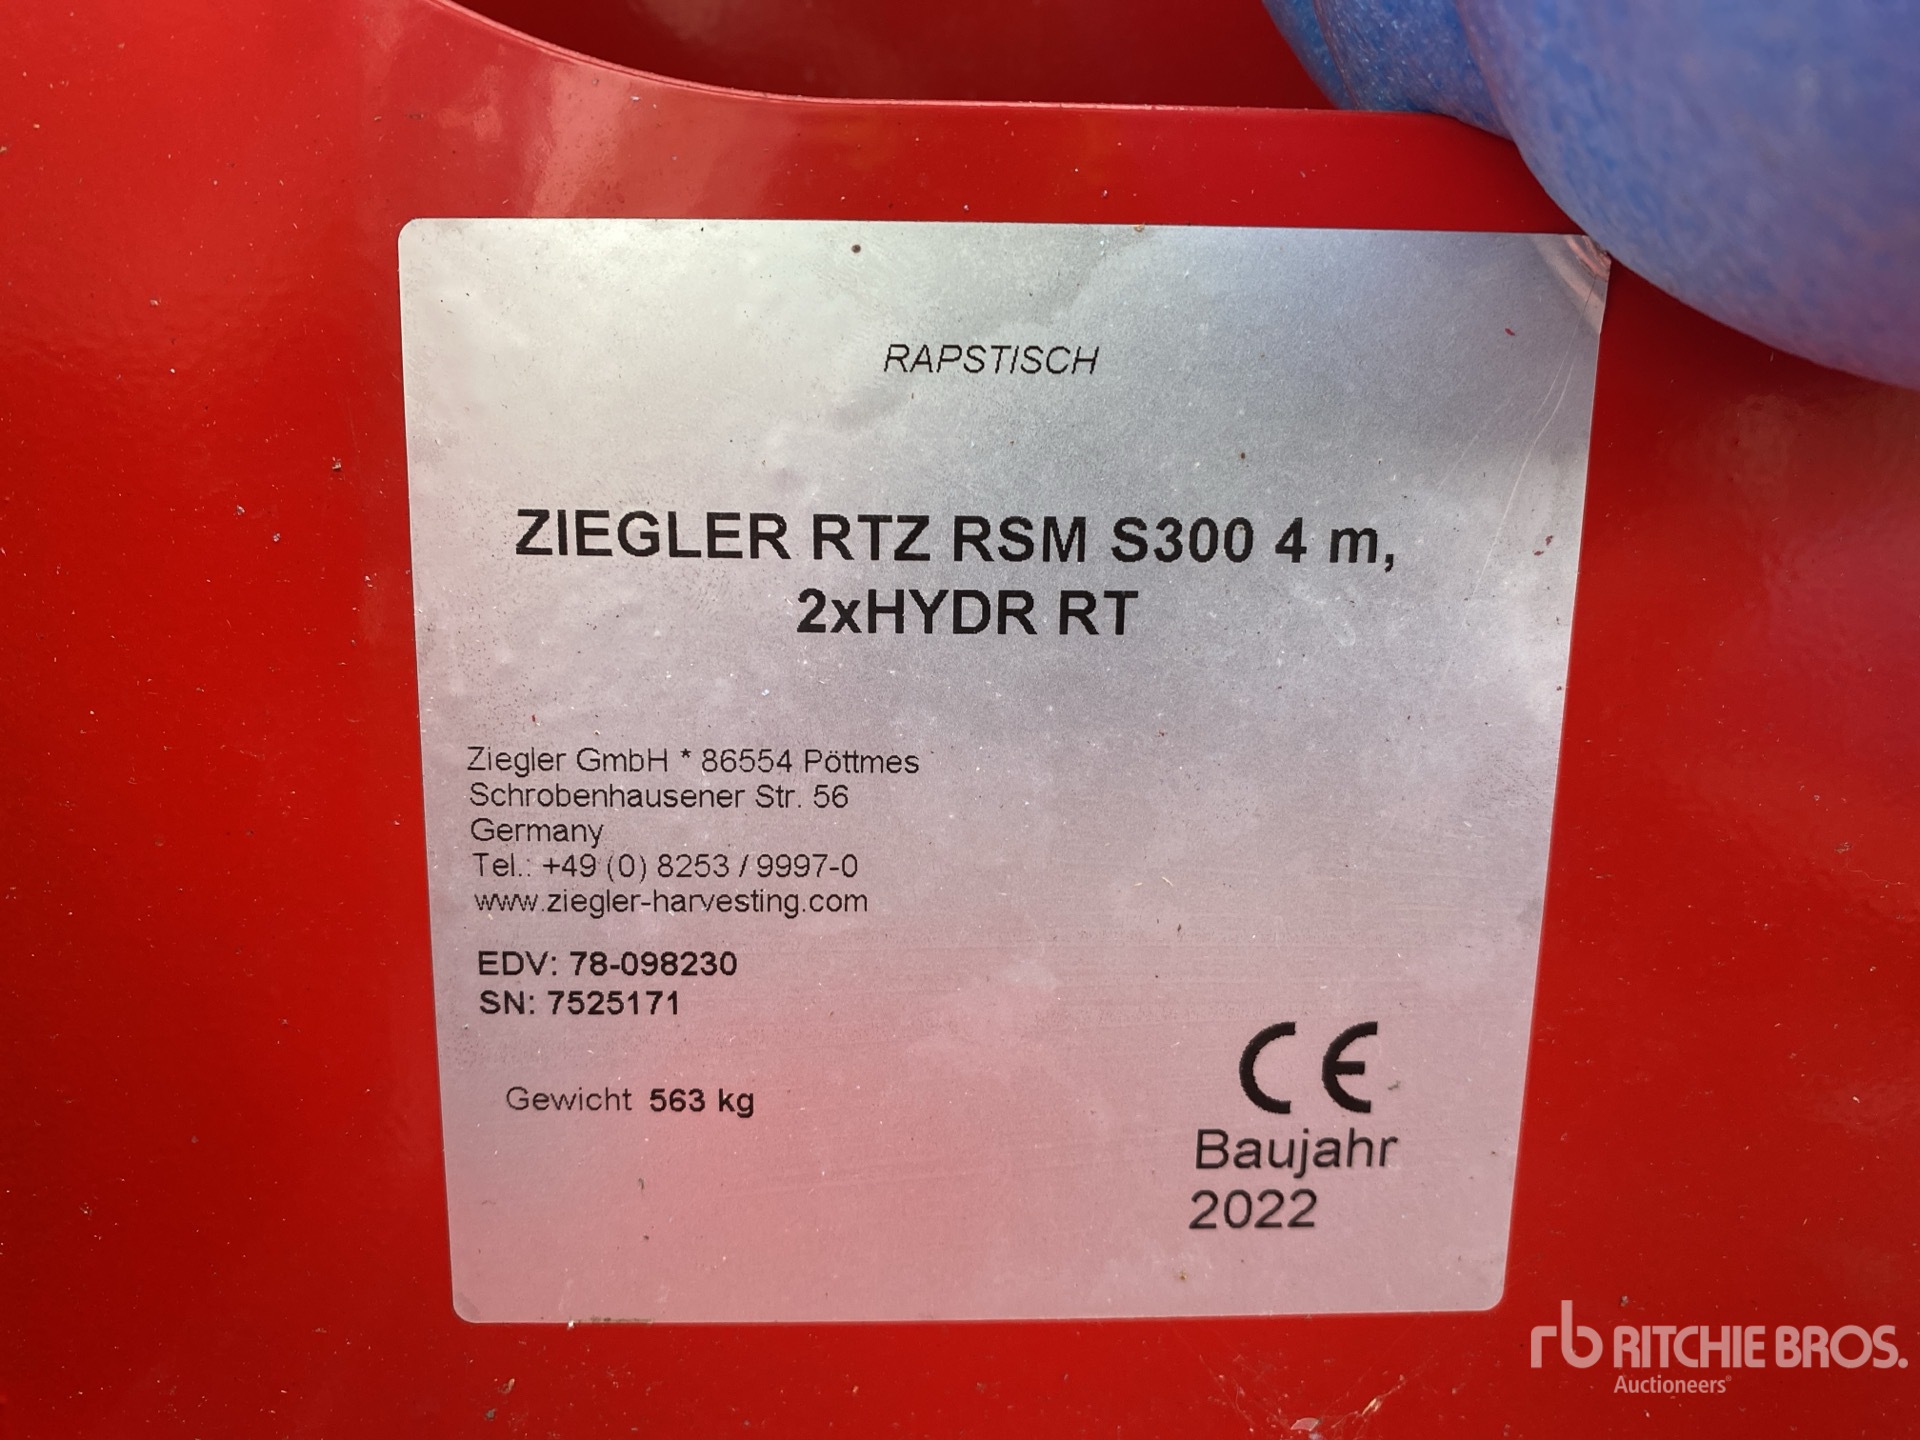 RAPSTISCH
ZIEGLER RTZ RSM S300 4 m,
2xHYDR RT
Ziegler GmbH * 86554 Pöttmes
Schrobenhausener Str. 56
Germany
Tel.: +49 (0) 8253 / 9997-0
www.ziegler-harvesting.com
EDV: 78-098230
SN: 7525171
Gewicht 563 kg
CE
Baujahr
2022
rb RITCHIE BROS.
Auctioneers